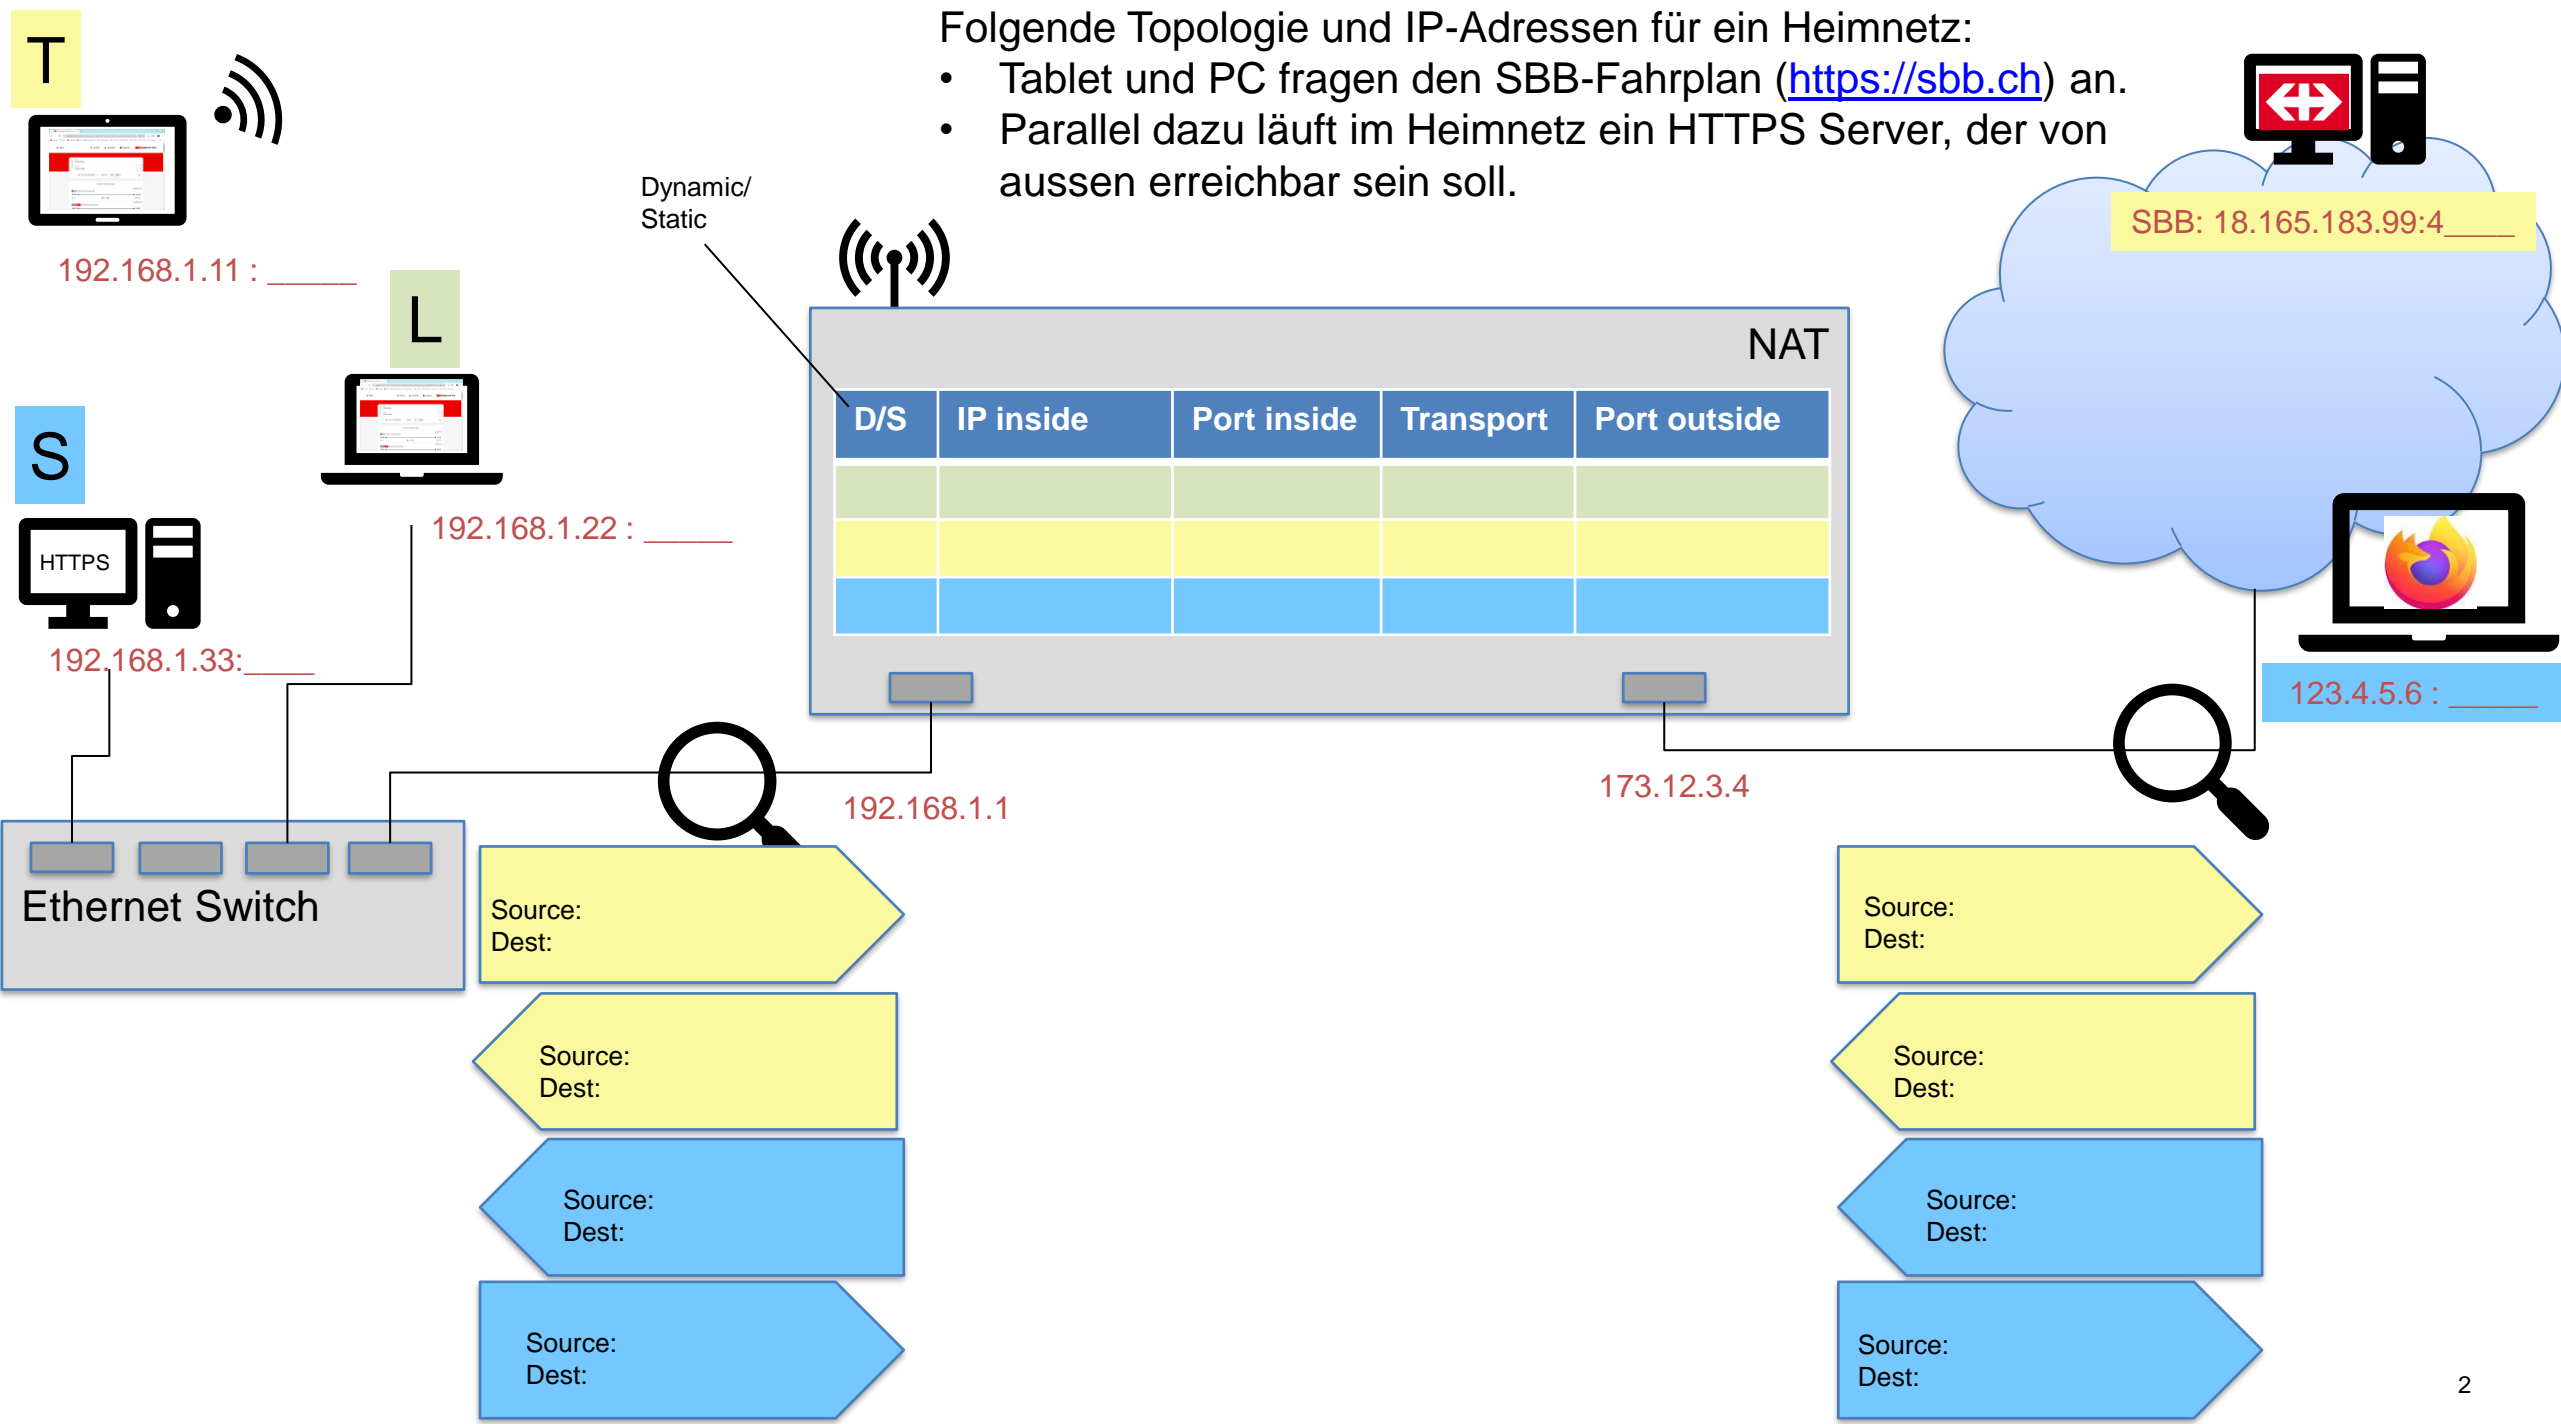 Folgende Topologie und IP-Adressen für ein Heimnetz:
• Tablet und PC fragen den SBB-Fahrplan (https://sbb.ch) an.
• Parallel dazu läuft im Heimnetz ein HTTPS Server, der von
aussen erreichbar sein soll.
T
192.168.1.11 : _____
L
192.168.1.22 : _____
S
HTTPS
192.168.1.33:____
Dynamic/
Static
SBB: 18.165.183.99:4____
NAT
D/S IP inside Port inside Transport Port outside
123.4.5.6 : _____
192.168.1.1
173.12.3.4
Ethernet Switch
Source:
Dest:
Source:
Dest:
Source:
Dest:
Source:
Dest:
Source:
Dest:
Source:
Dest:
Source:
Dest:
Source:
Dest:
2